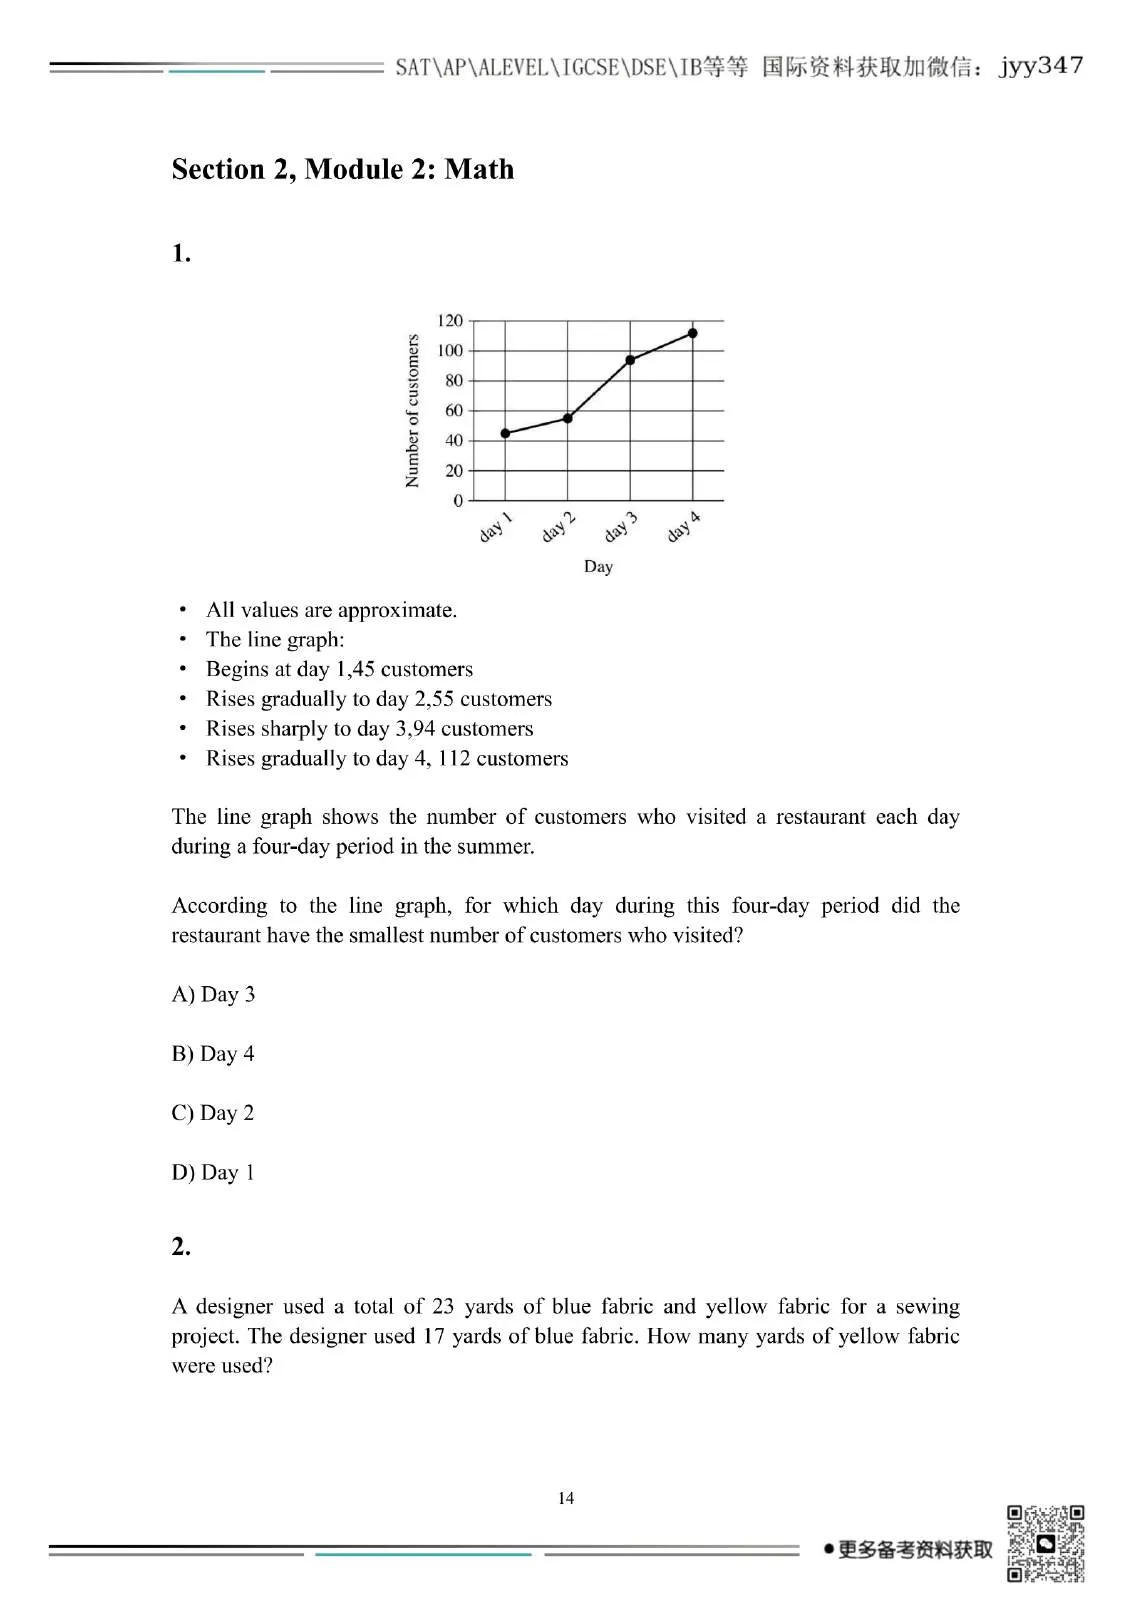 SAT\AP\ALEVEL\IGCSE\DSE\IB等等 国际资料获取加微信：jyy347
Section 2, Module 2: Math
1.
120
100
80
60
40
20
0
Number of customers
day 1
day 2
day 3
day 4
Day
• All values are approximate.
• The line graph:
• Begins at day 1,45 customers
• Rises gradually to day 2,55 customers
• Rises sharply to day 3,94 customers
• Rises gradually to day 4, 112 customers
The line graph shows the number of customers who visited a restaurant each day
during a four-day period in the summer.
According to the line graph, for which day during this four-day period did the
restaurant have the smallest number of customers who visited?
A) Day 3
B) Day 4
C) Day 2
D) Day 1
2.
A designer used a total of 23 yards of blue fabric and yellow fabric for a sewing
project. The designer used 17 yards of blue fabric. How many yards of yellow fabric
were used?
14
●更多备考资料获取